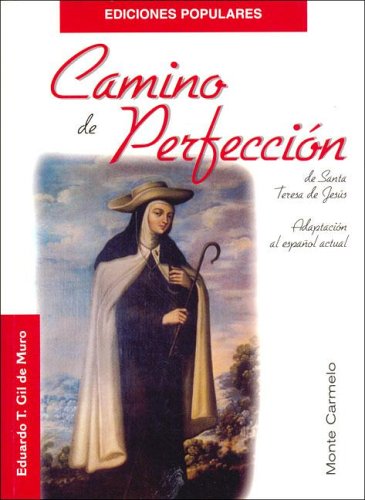 EDICIONES POPULARES
Camino
de Perfección
de Santa
Teresa de Jesús
Adaptación
al español actual
Eduardo T. Gil de Muro
Monte Carmelo